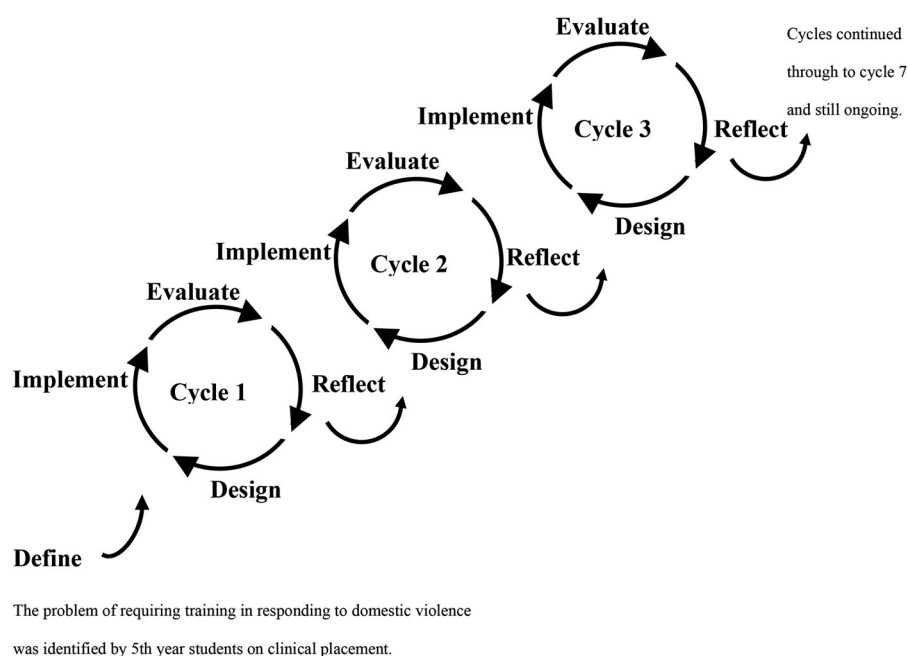 Evaluate
Cycles continued
through to cycle 7
and still ongoing.
Implement
Cycle 3
Reflect
Evaluate
Design
Implement
Cycle 2
Reflect
Evaluate
Design
Implement
Cycle 1
Reflect
Design
Define
The problem of requiring training in responding to domestic violence
was identified by 5th year students on clinical placement.